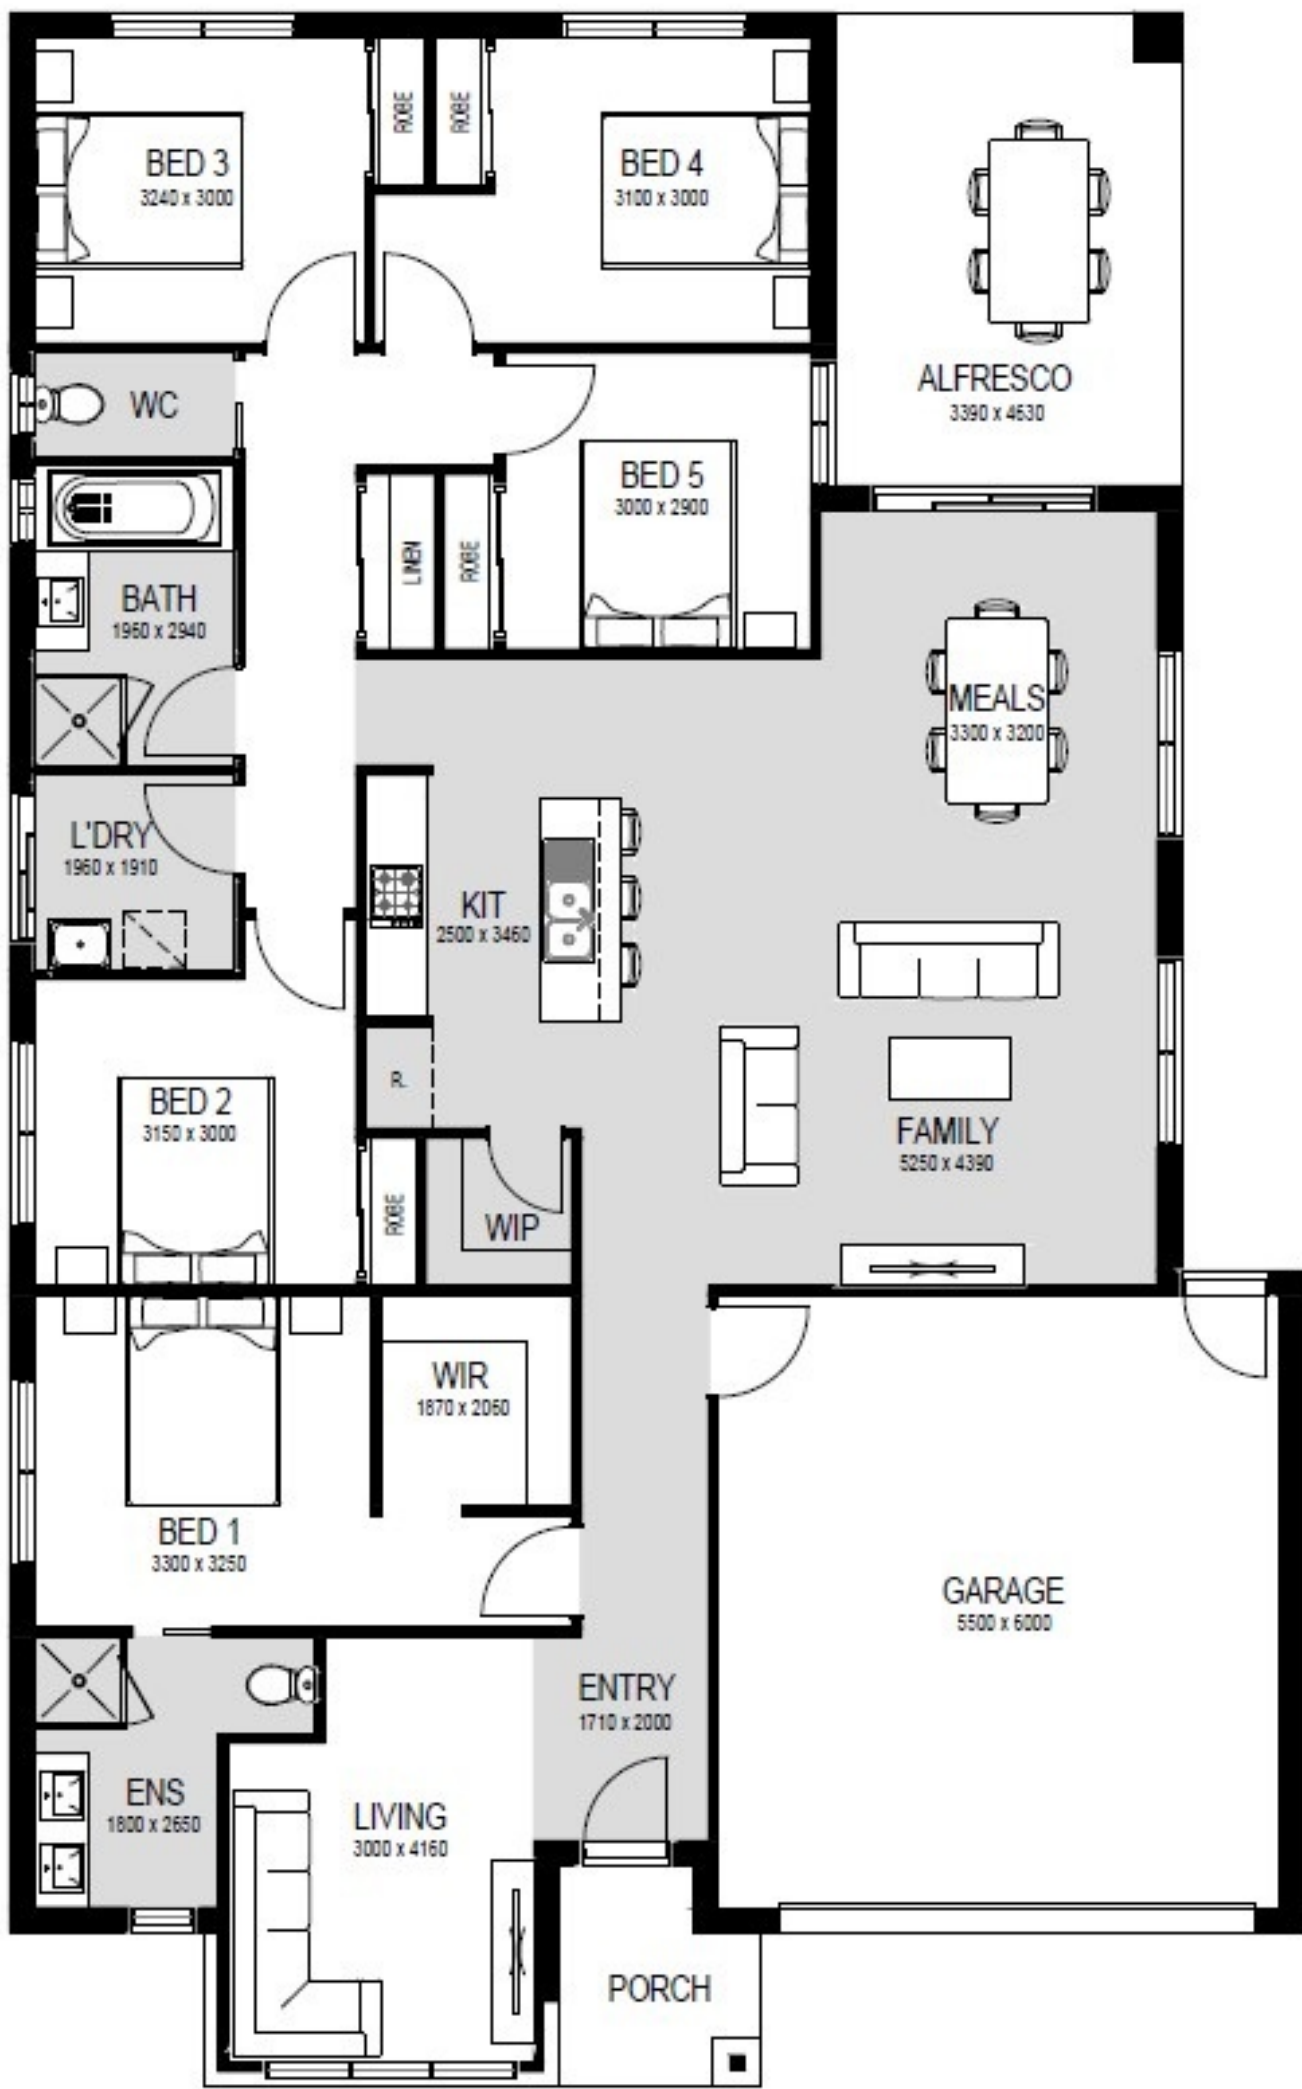 ROBE
ROBE
BED 3
3240 x 3000
BED 4
3100 x 3000
ALFRESCO
3390 x 4530
WC
BED 5
3000 x 2900
LINEN
ROBE
BATH
1960 x 2940
MEALS
3300 x 3200
L'DRY
1960 x 1910
KIT
2500 x 3460
R.
BED 2
3150 x 3000
FAMILY
5250 x 4390
ROBE
WIP
WIR
1870 x 2060
BED 1
3300 x 3250
GARAGE
5500 x 6000
ENTRY
1710 x 2000
ENS
1800 x 2650
LIVING
3000 x 4160
PORCH